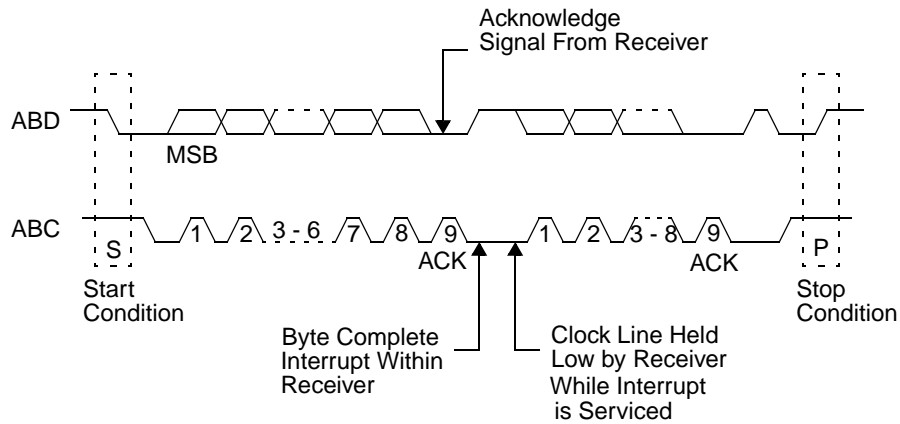 Acknowledge
Signal From Receiver
ABD
MSB
ABC
S
1
2
3 - 6
7
8
9
ACK
1
2
3 - 8
9
ACK
P
Start
Condition
Stop
Condition
Byte Complete
Interrupt Within
Receiver
Clock Line Held
Low by Receiver
While Interrupt
is Serviced